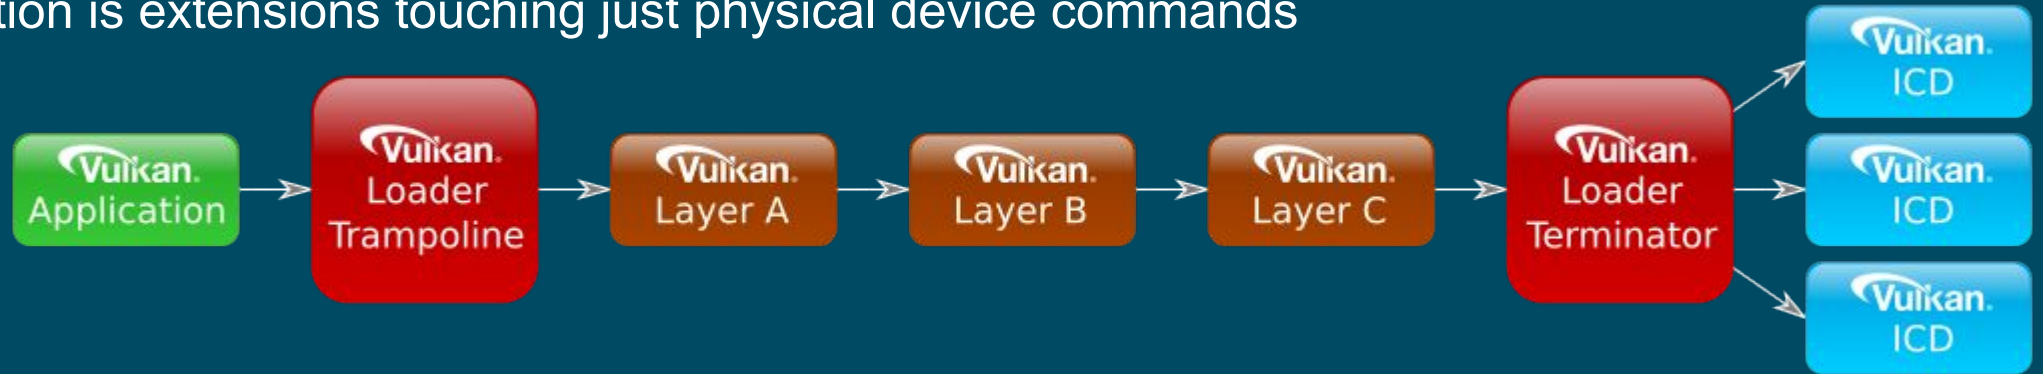 tion is extensions touching just physical device commands
Vulkan.
Application
Vulkan.
Loader
Trampoline
Vulkan.
Layer A
Vulkan.
Layer B
Vulkan.
Layer C
Vulkan.
Loader
Terminator
Vulkan.
ICD
Vulkan.
ICD
Vulkan.
ICD